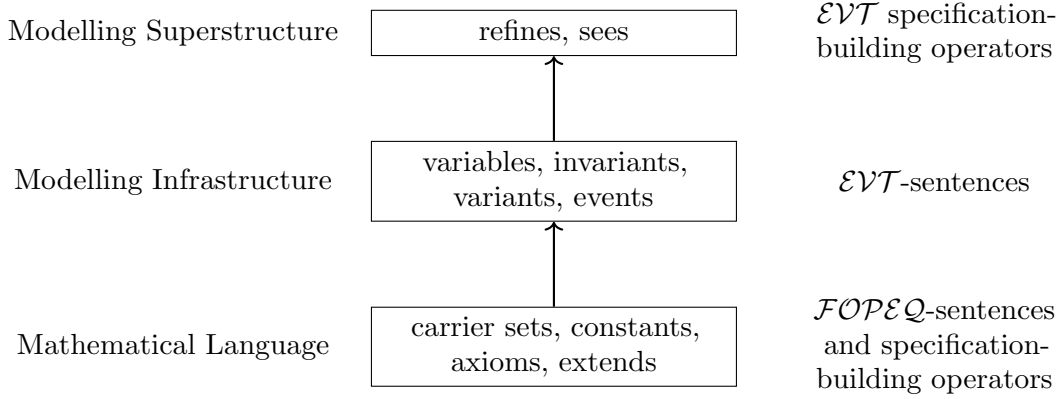 Modelling Superstructure
refines, sees
ℰ𝒱𝒯 specification-
building operators
Modelling Infrastructure
variables, invariants,
variants, events
ℰ𝒱𝒯-sentences
Mathematical Language
carrier sets, constants,
axioms, extends
ℱ𝒪𝒫ℰ𝒬-sentences
and specification-
building operators